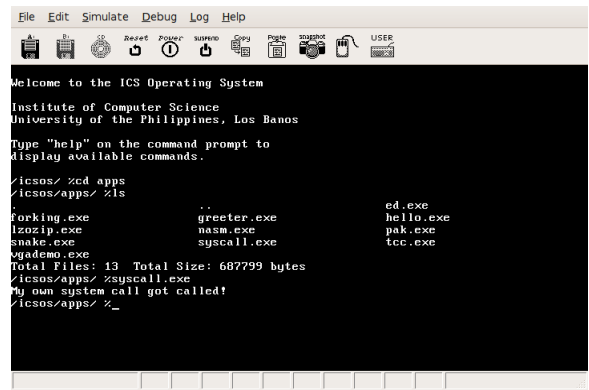 File Edit Simulate Debug Log Help
A: B: CD Reset Power SUSPEND Copy Paste snapshot USER
Welcome to the ICS Operating System
Institute of Computer Science
University of the Philippines, Los Banos
Type "help" on the command prompt to
display available commands.
/icsos/ %cd apps
/icsos/apps/ %ls
. .. ed.exe
forking.exe greeter.exe hello.exe
lzozip.exe nasm.exe pak.exe
snake.exe syscall.exe tcc.exe
vgademo.exe
Total Files: 13 Total Size: 687799 bytes
/icsos/apps/ %syscall.exe
My own system call got called!
/icsos/apps/ %_